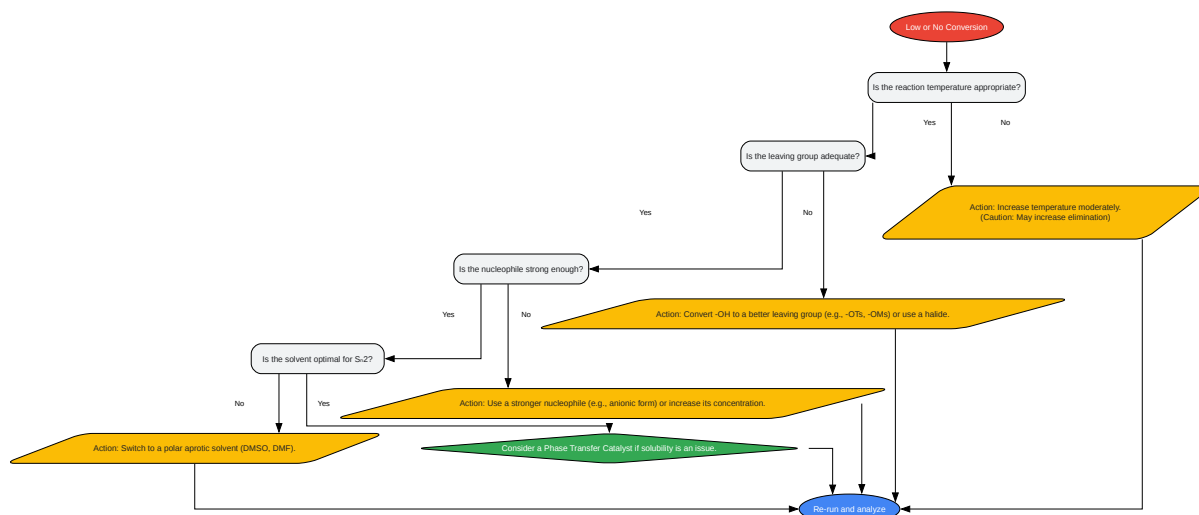 Low or No Conversion
Is the reaction temperature appropriate?
Yes
No
Is the leaving group adequate?
Action: Increase temperature moderately.
(Caution: May increase elimination)
Yes
No
Is the nucleophile strong enough?
Action: Convert -OH to a better leaving group (e.g., -OTs, -OMs) or use a halide.
Yes
No
Is the solvent optimal for Sₙ2?
Action: Use a stronger nucleophile (e.g., anionic form) or increase its concentration.
No
Yes
Action: Switch to a polar aprotic solvent (DMSO, DMF).
Consider a Phase Transfer Catalyst if solubility is an issue.
Re-run and analyze